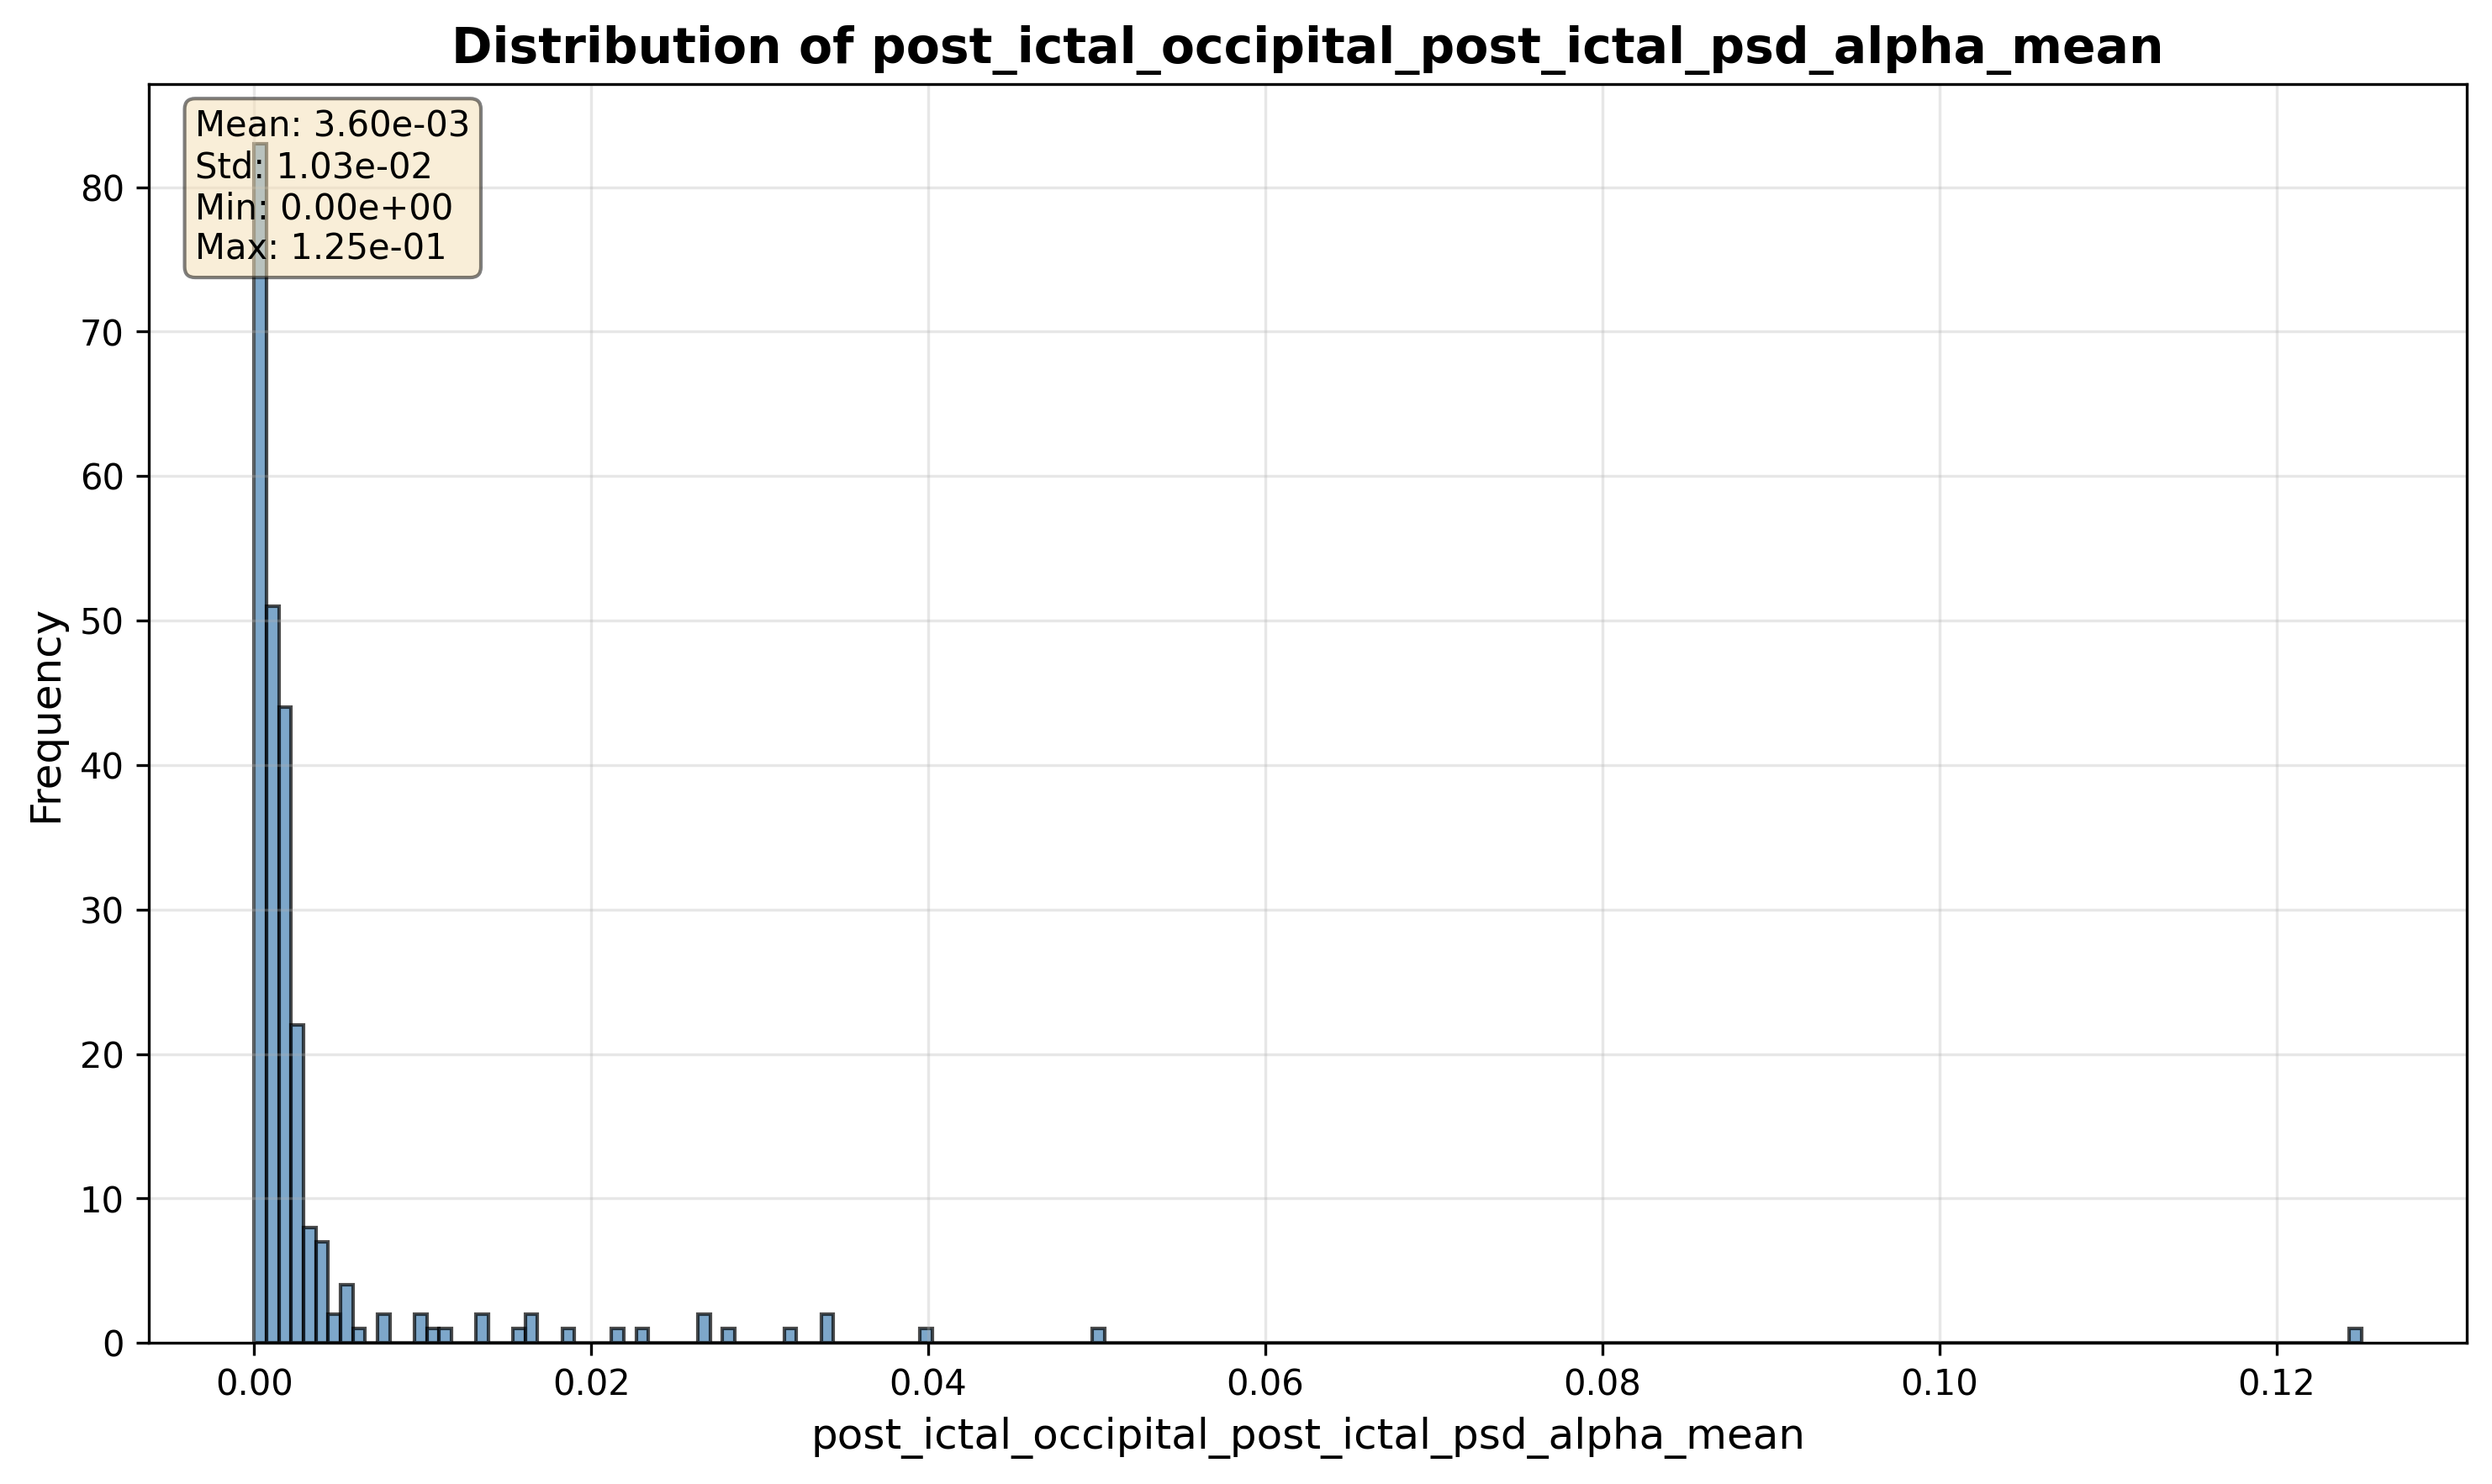 Distribution of post_ictal_occipital_post_ictal_psd_alpha_mean
Mean: 3.60e-03
Std: 1.03e-02
Min: 0.00e+00
Max: 1.25e-01
80
70
60
50
40
30
20
10
0
Frequency
0.00 0.02 0.04 0.06 0.08 0.10 0.12
post_ictal_occipital_post_ictal_psd_alpha_mean